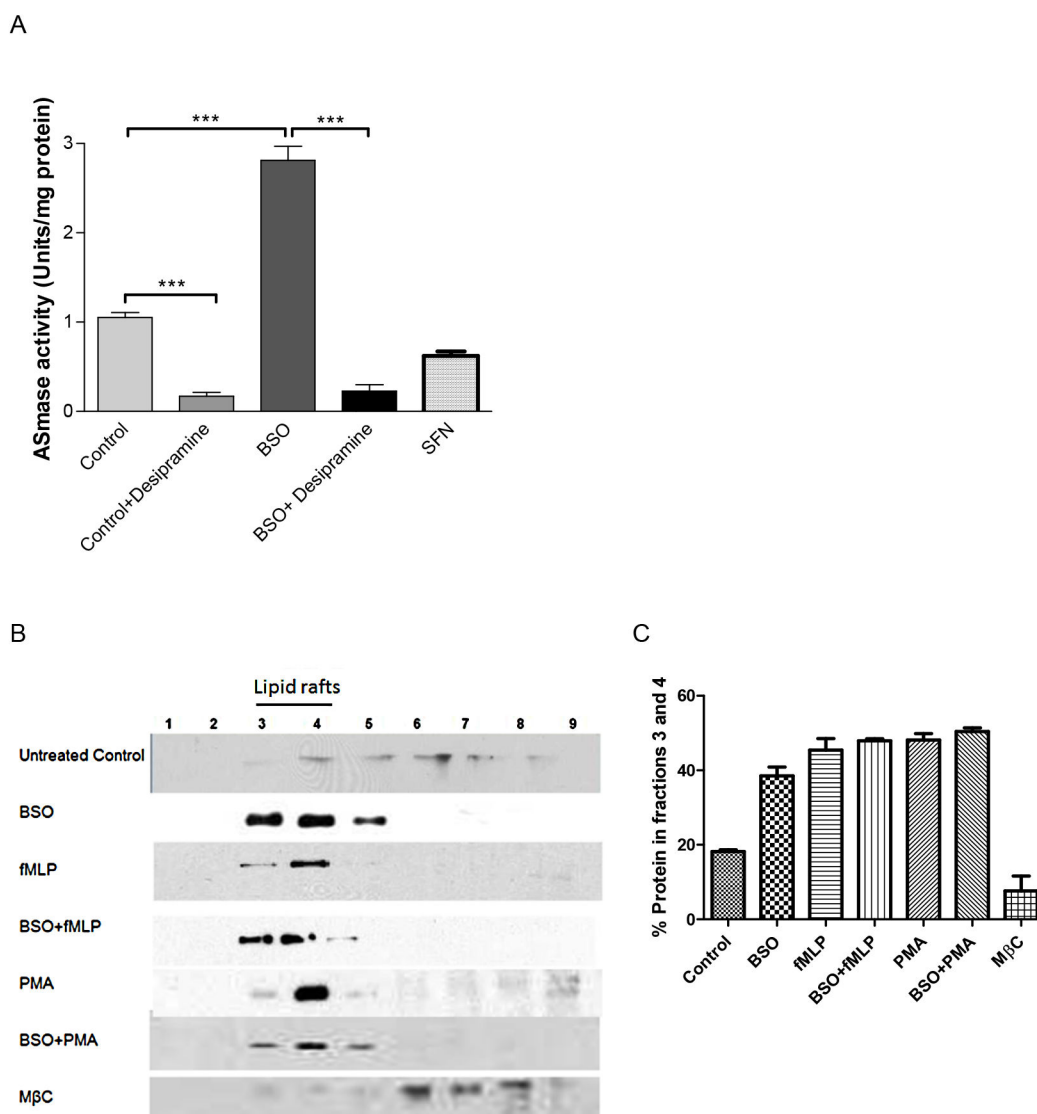 A
ASmase activity (Units/mg protein)
3
2
1
0
***
***
***
Control
Control+Desipramine
BSO
BSO+ Desipramine
SFN
B
Lipid rafts
1 2 3 4 5 6 7 8 9
Untreated Control
BSO
fMLP
BSO+fMLP
PMA
BSO+PMA
MβC
C
% Protein in fractions 3 and 4
60
40
20
0
Control
BSO
fMLP
BSO+fMLP
PMA
BSO+PMA
MβC